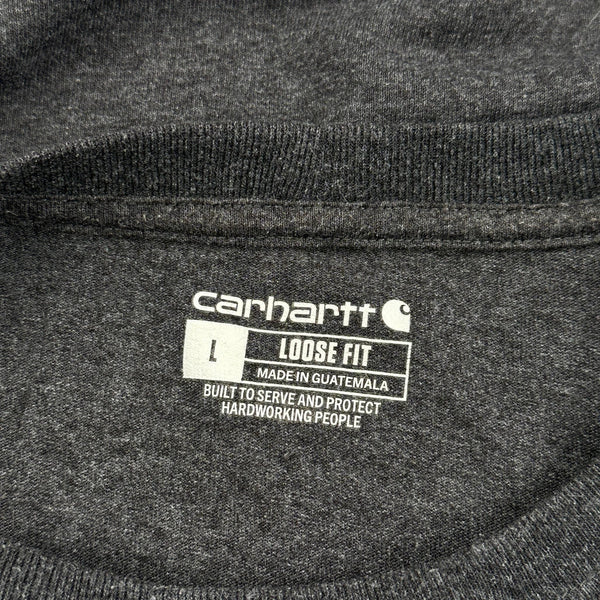 carhartt
L
LOOSE FIT
MADE IN GUATEMALA
BUILT TO SERVE AND PROTECT
HARDWORKING PEOPLE